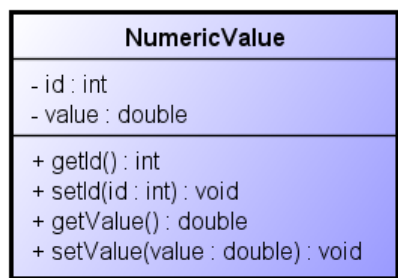 NumericValue
- id : int
- value : double
+ getId() : int
+ setId(id : int) : void
+ getValue() : double
+ setValue(value : double) : void